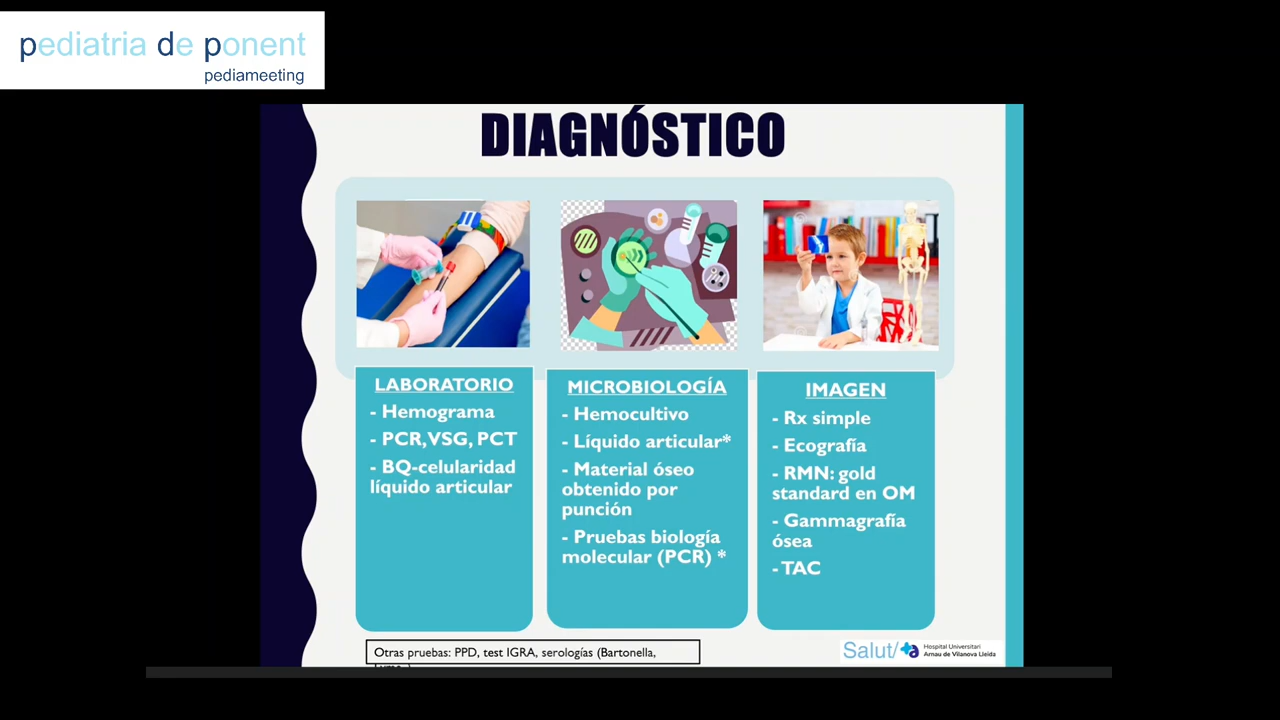 pediatria de ponent
pediameeting
DIAGNÓSTICO
LABORATORIO
- Hemograma
- PCR, VSG, PCT
- BQ-celularidad
líquido articular
MICROBIOLOGÍA
- Hemocultivo
- Líquido articular*
- Material óseo
obtenido por
punción
- Pruebas biología
molecular (PCR) *
IMAGEN
- Rx simple
- Ecografía
- RMN: gold
standard en OM
- Gammagrafía
ósea
- TAC
Otras pruebas: PPD, test IGRA, serologías (Bartonella,
Salut/
Hospital Universitari
Arnau de Vilanova Lleida